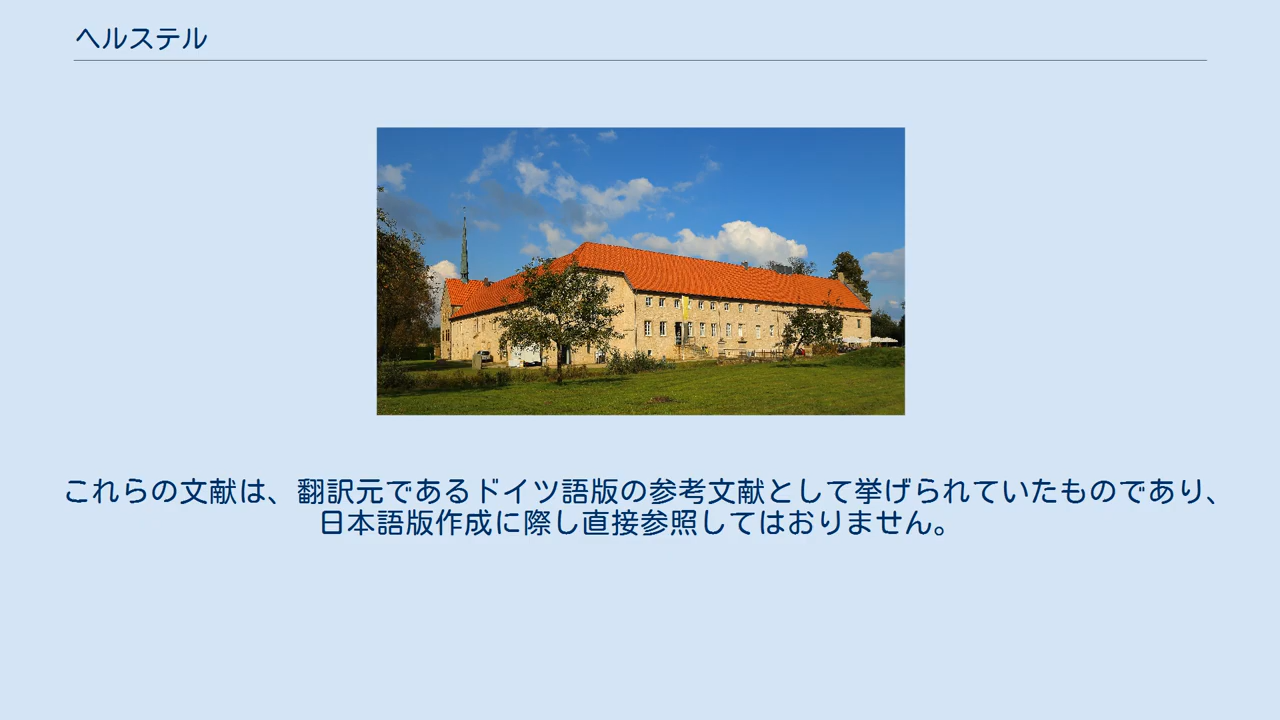 ヘルステル
これらの文献は、翻訳元であるドイツ語版の参考文献として挙げられていたものであり、
日本語版作成に際し直接参照してはおりません。